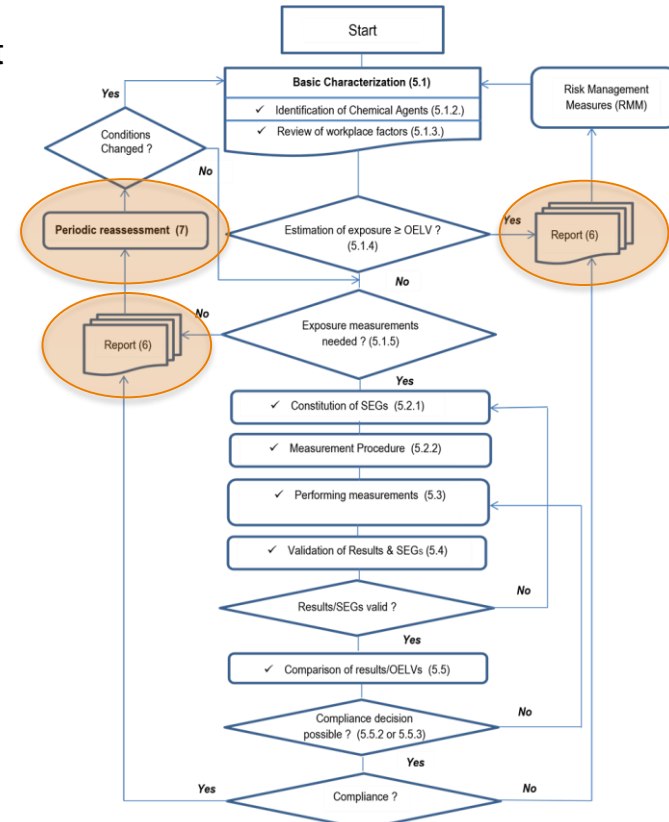 t
Start
Basic Characterization (5.1)
✓ Identification of Chemical Agents (5.1.2.)
✓ Review of workplace factors (5.1.3.)
Risk Management
Measures (RMM)
Yes
Conditions
Changed ?
No
Periodic reassessment (7)
Estimation of exposure ≥ OELV ?
(5.1.4)
Yes
Report (6)
No
Exposure measurements
needed ? (5.1.5)
No
Report (6)
Yes
✓ Constitution of SEGs (5.2.1)
✓ Measurement Procedure (5.2.2)
✓ Performing measurements (5.3)
✓ Validation of Results & SEGs (5.4)
Results/SEGs valid ?
No
Yes
✓ Comparison of results/OELVs (5.5)
Compliance decision
possible ? (5.5.2 or 5.5.3)
No
Yes
Compliance ?
Yes
No